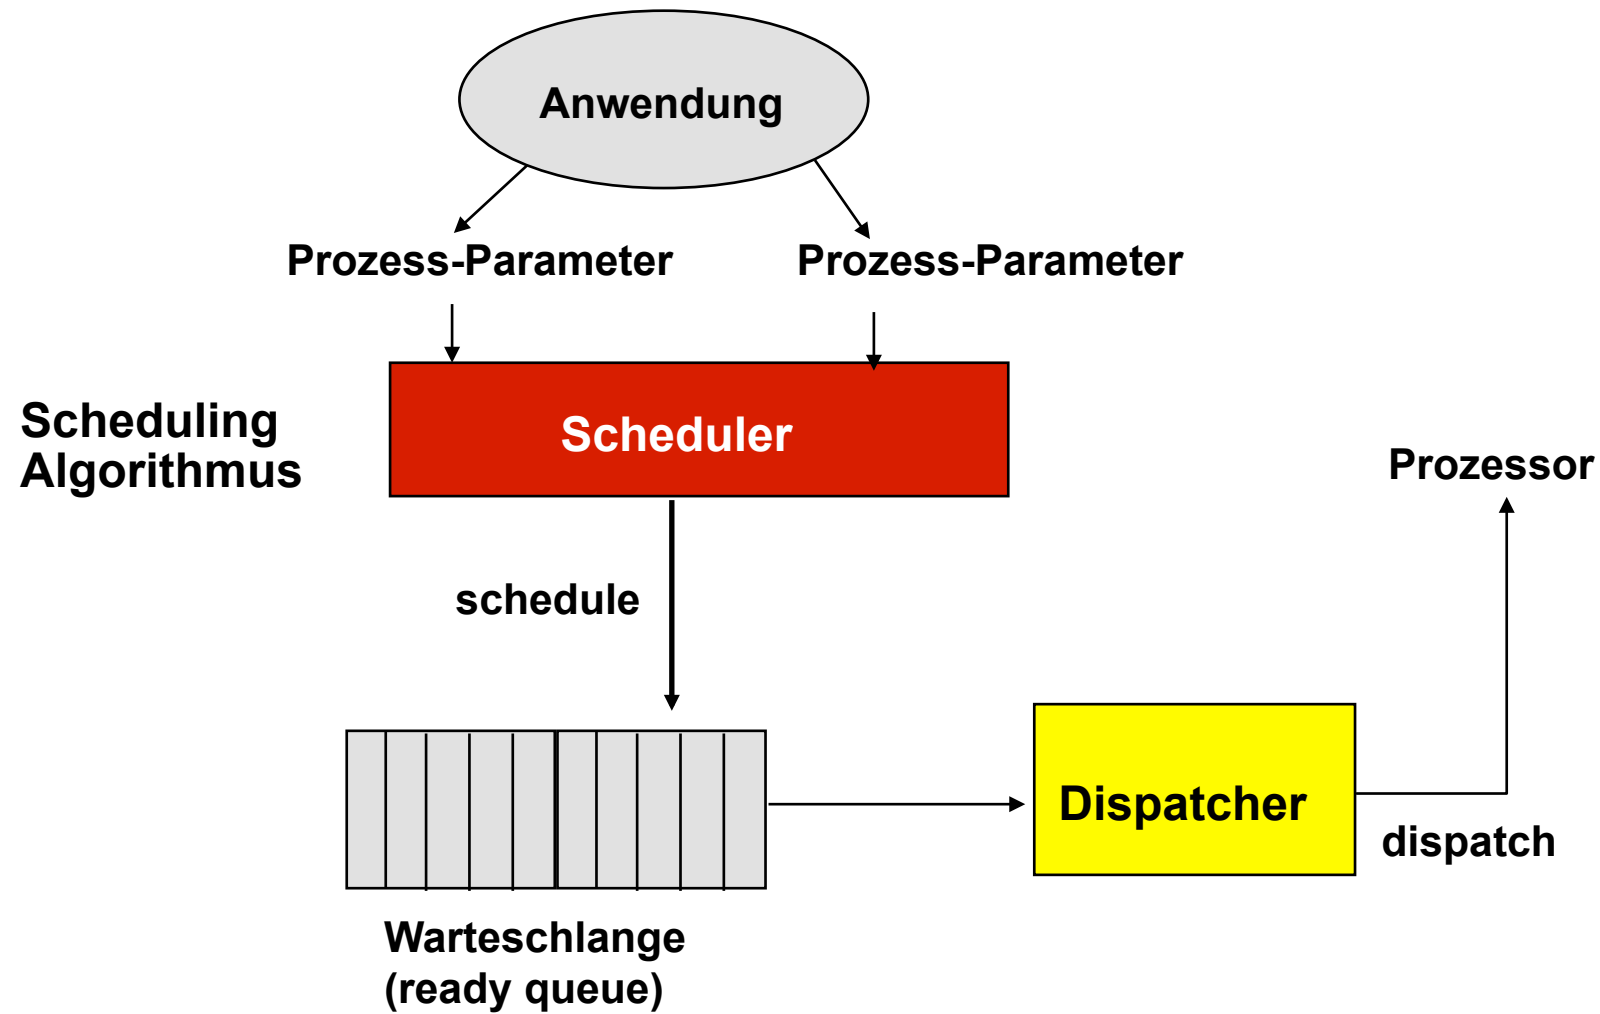 Anwendung
Prozess-Parameter
Prozess-Parameter
Scheduling
Algorithmus
Scheduler
Prozessor
schedule
Dispatcher
dispatch
Warteschlange
(ready queue)